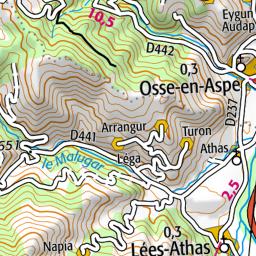 10,5
Eygun
Audap
D442
0,3
Osse-en-Aspe
D237
D441
Arrangur
Turon
Athas
551
le Malugar
Léga
2,5
0,3
Napia
Lées-Athas